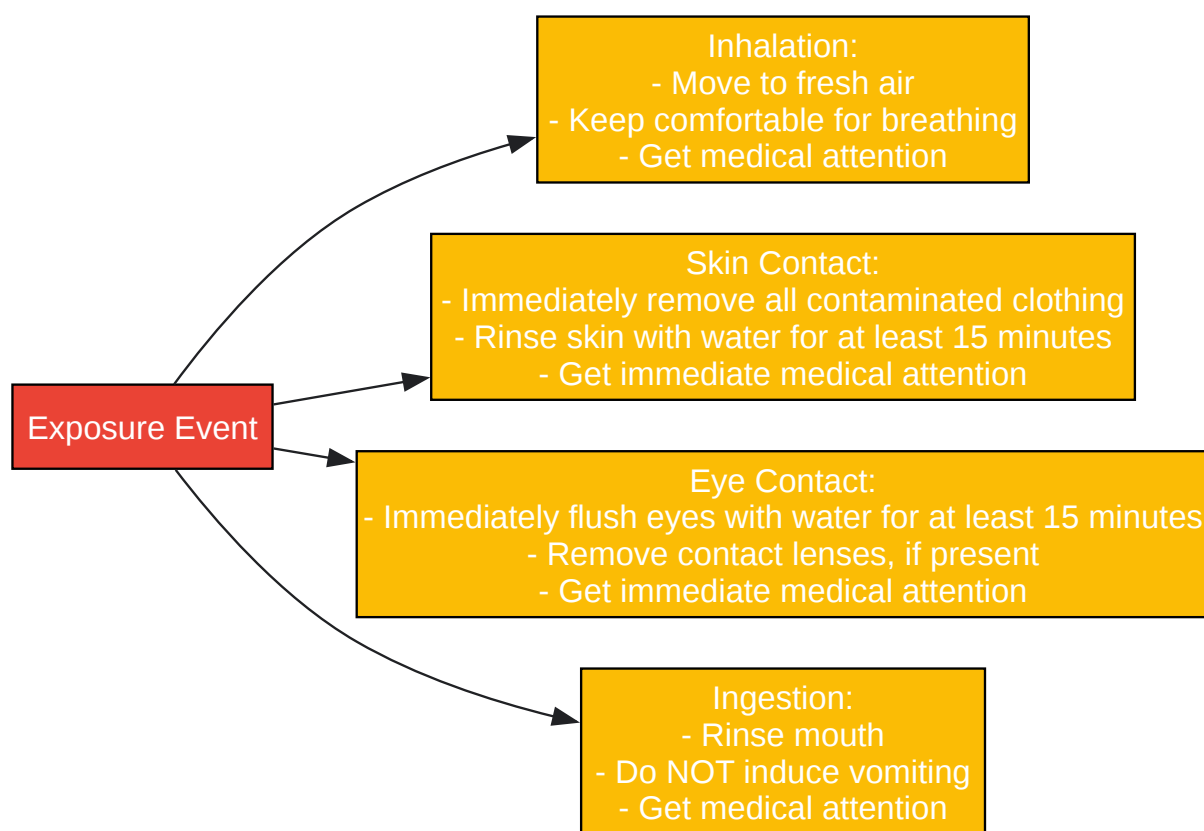 Inhalation:
- Move to fresh air
- Keep comfortable for breathing
- Get medical attention
Skin Contact:
- Immediately remove all contaminated clothing
- Rinse skin with water for at least 15 minutes
- Get immediate medical attention
Exposure Event
Eye Contact:
- Immediately flush eyes with water for at least 15 minutes
- Remove contact lenses, if present
- Get immediate medical attention
Ingestion:
- Rinse mouth
- Do NOT induce vomiting
- Get medical attention